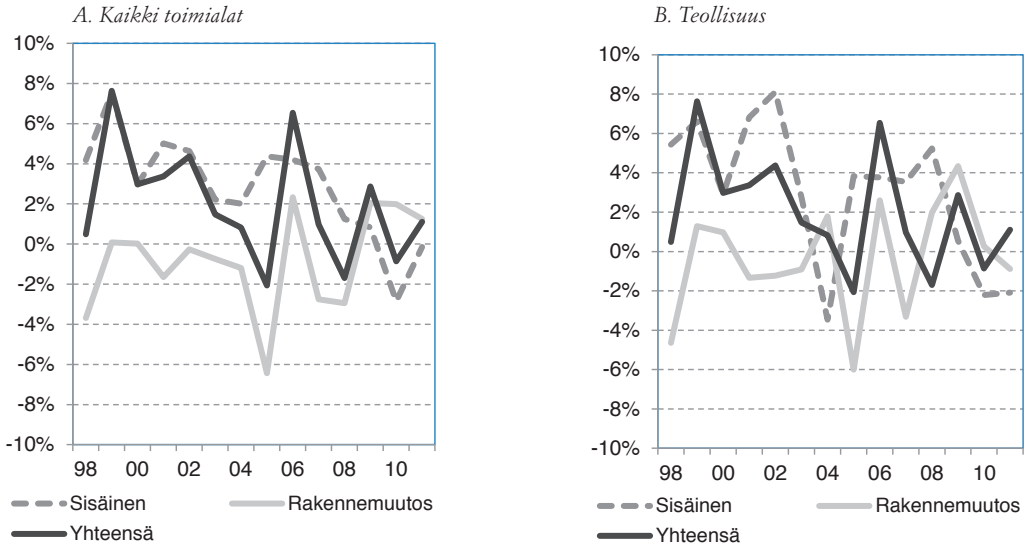 A. Kaikki toimialat
10%
8%
6%
4%
2%
0%
-2%
-4%
-6%
-8%
-10%
98 00 02 04 06 08 10
Sisäinen Rakennemuutos
Yhteensä
B. Teollisuus
10%
8%
6%
4%
2%
0%
-2%
-4%
-6%
-8%
-10%
98 00 02 04 06 08 10
Sisäinen Rakennemuutos
Yhteensä